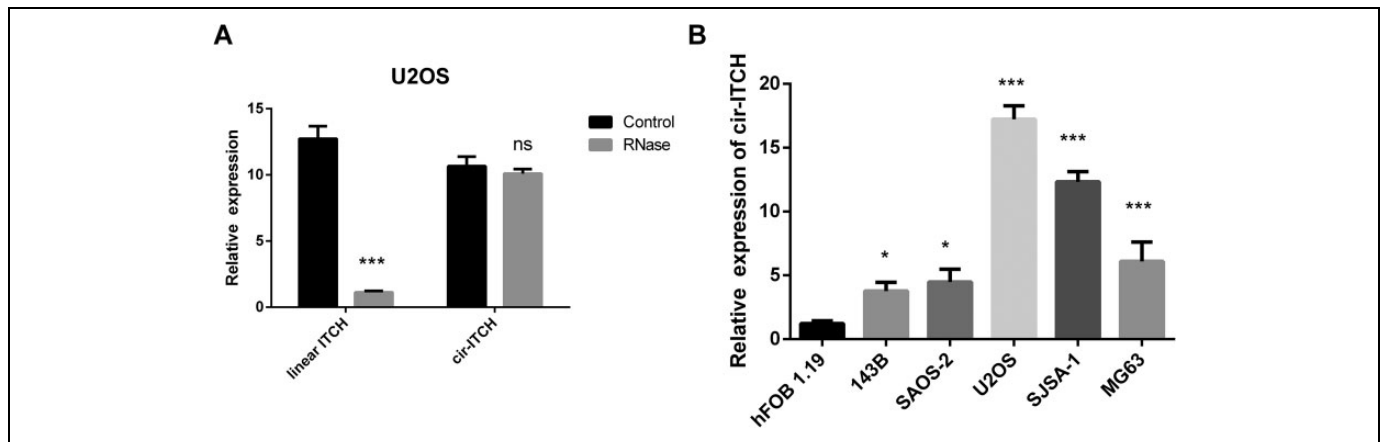 A
U2OS
Relative expression
15
10
5
0
***
ns
linear ITCH
cir-ITCH
Control
RNase
B
Relative expression of cir-ITCH
20
15
10
5
0
*
*
***
***
***
hFOB 1.19
143B
SAOS-2
U2OS
SJSA-1
MG63